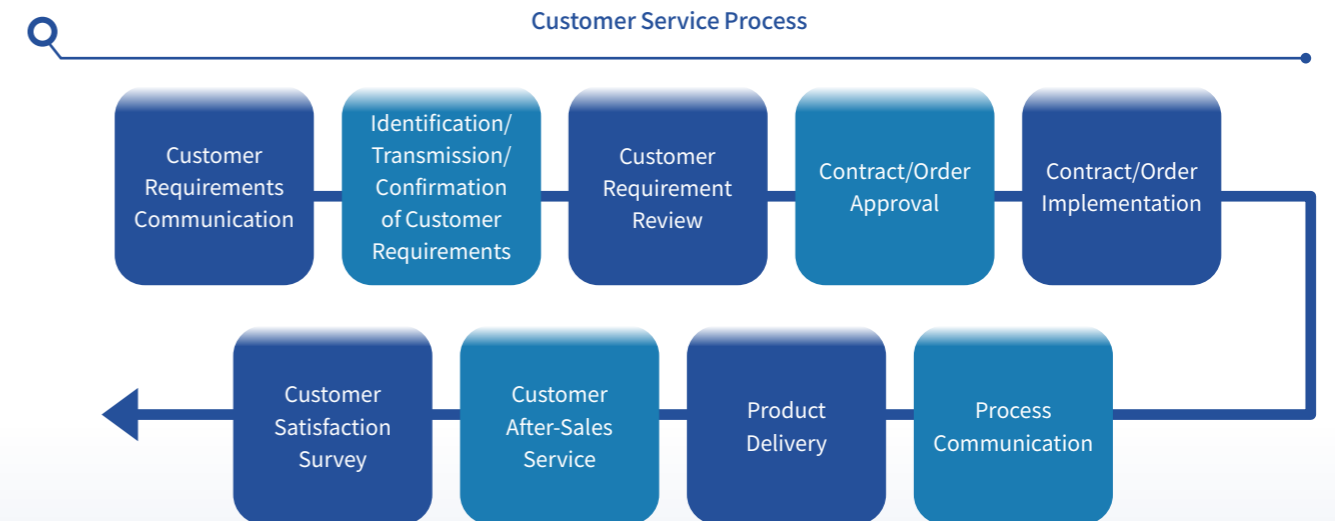 Customer Service Process
Customer
Requirements
Communication
Identification/
Transmission/
Confirmation
of Customer
Requirements
Customer
Requirement
Review
Contract/Order
Approval
Contract/Order
Implementation
Process
Communication
Product
Delivery
Customer
After-Sales
Service
Customer
Satisfaction
Survey